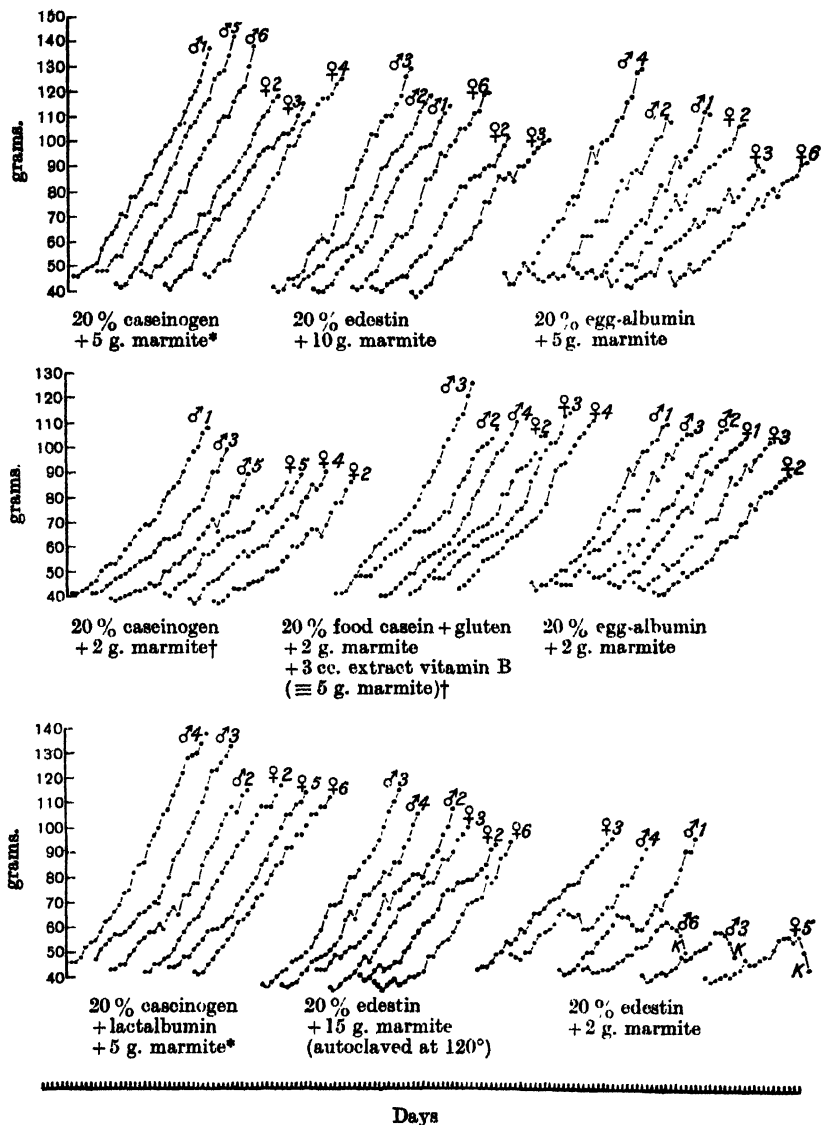 150
140
130
120
110
100
90
80
70
60
50
40
grams.
♂1 ♂5 ♂6 ♀2 ♀3 ♀4
♂3 ♂2 ♂1 ♀6 ♀2 ♀3
♂4 ♂2 ♂1 ♀2 ♀3 ♀6
20 % caseinogen
+ 5 g. marmite*
20 % edestin
+ 10 g. marmite
20 % egg-albumin
+ 5 g. marmite
130
120
110
100
90
80
70
60
50
40
grams.
♂1 ♂3 ♂5 ♀5 ♀4 ♀2
♂3 ♂2 ♂4 ♀2 ♀3 ♀4
♂1 ♂3 ♂2 ♀1 ♀3 ♀2
20 % caseinogen
+ 2 g. marmite†
20 % food casein + gluten
+ 2 g. marmite
+ 3 cc. extract vitamin B
(≡ 5 g. marmite)†
20 % egg-albumin
+ 2 g. marmite
140
130
120
110
100
90
80
70
60
50
40
grams.
♂4 ♂3 ♂2 ♀2 ♀5 ♀6
♂3 ♂4 ♂2 ♀3 ♀2 ♀6
♀3 ♂4 ♂1 ♂6 ♂3 ♀5
K K K
20 % caseinogen
+ lactalbumin
+ 5 g. marmite*
20 % edestin
+ 15 g. marmite
(autoclaved at 120°)
20 % edestin
+ 2 g. marmite
Days